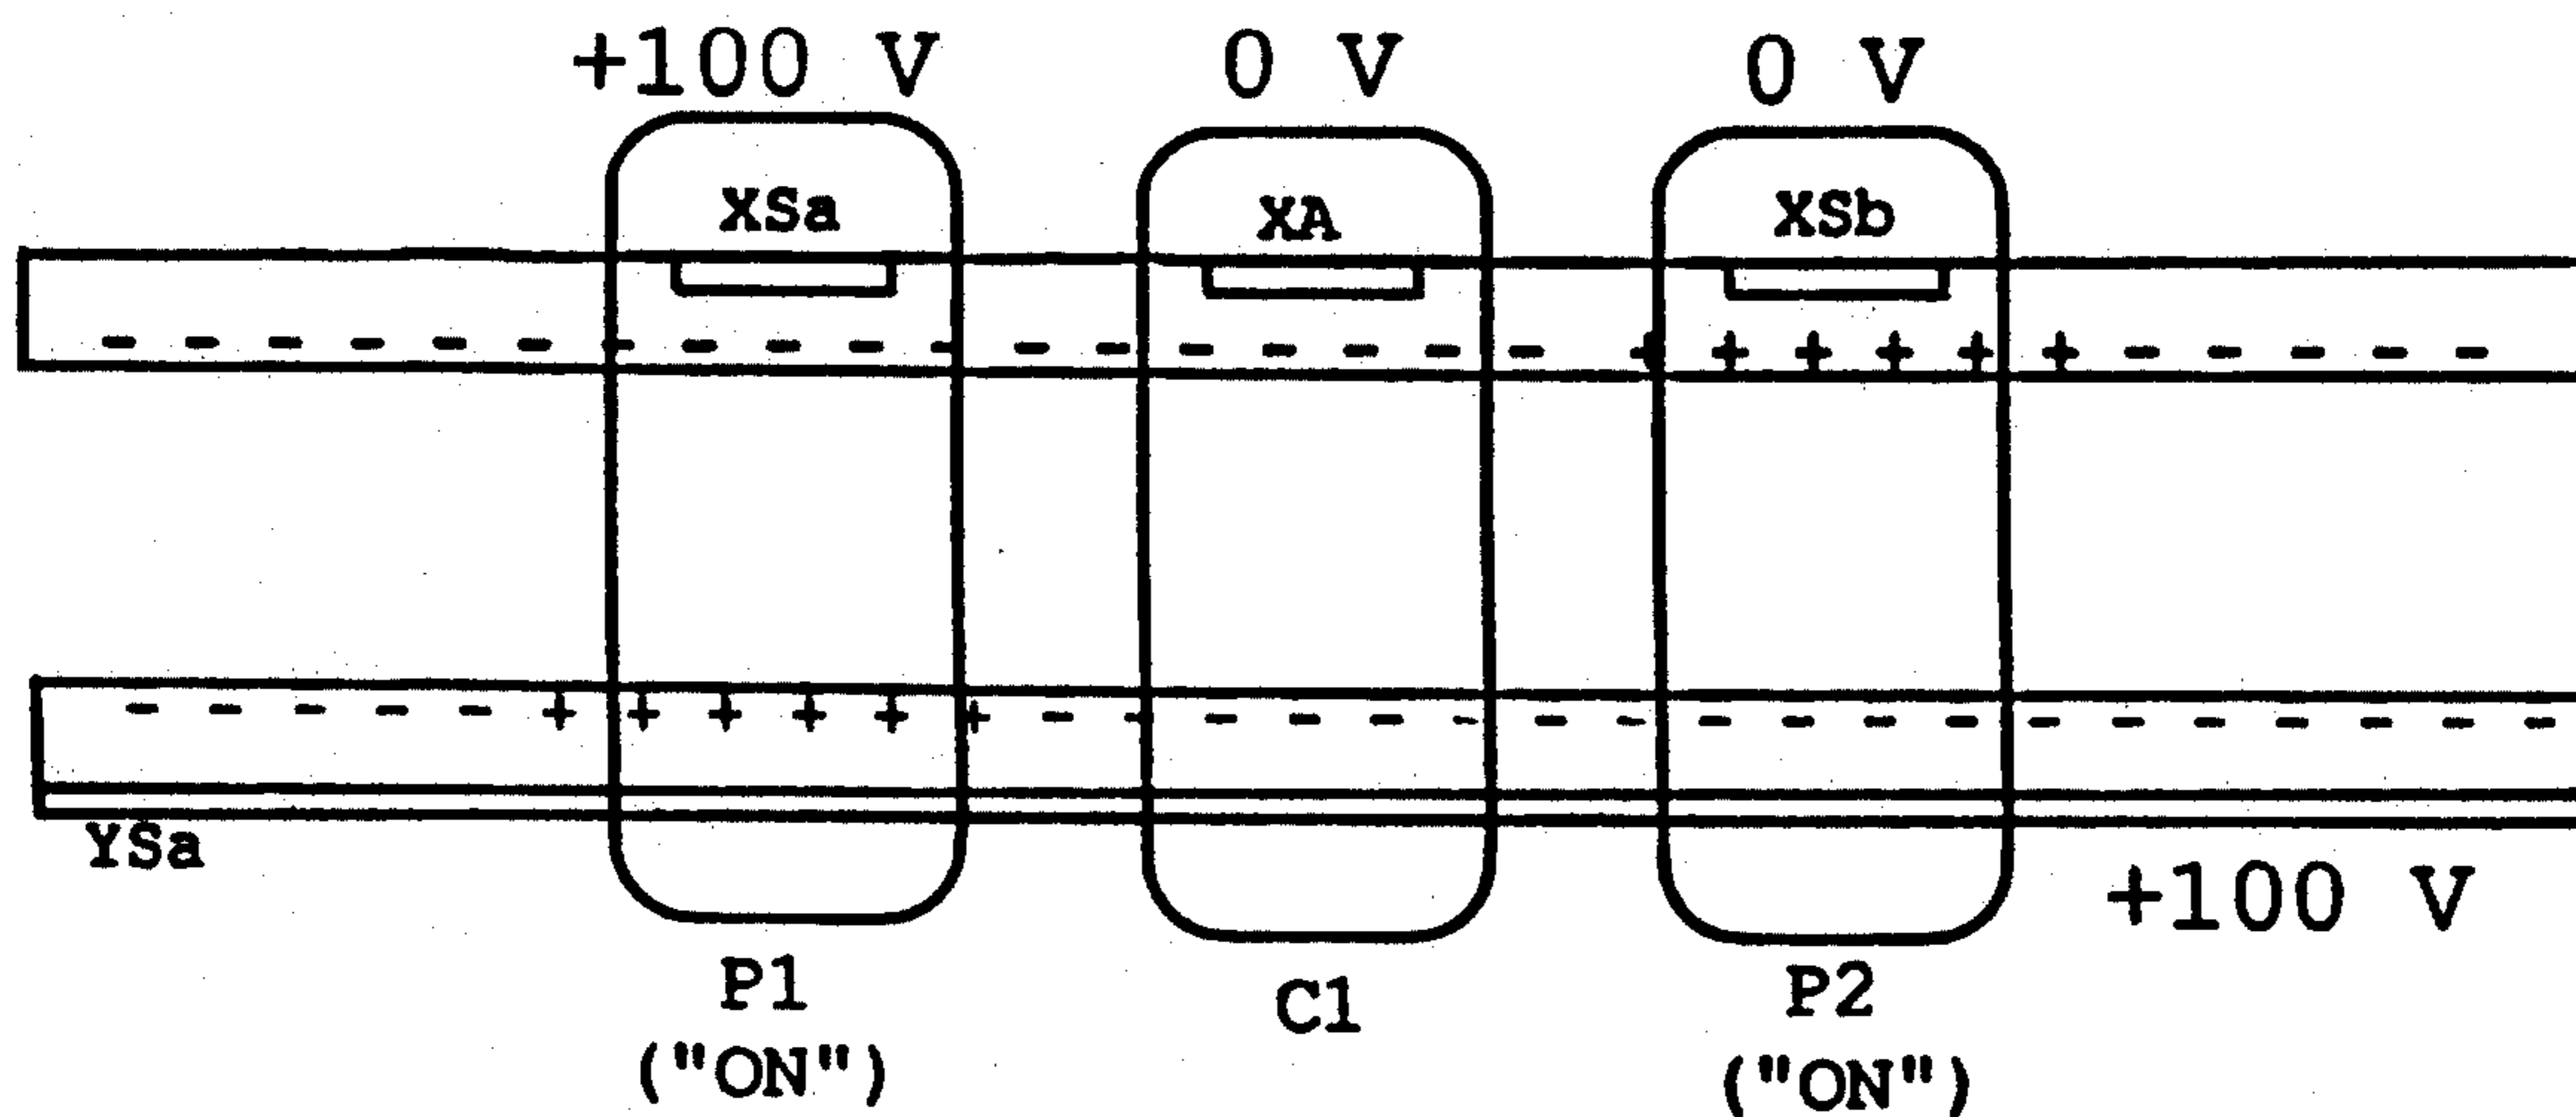 +100 V 0 V 0 V
XSa XA XSb
- - - - - - - - - - - - - - - - - - + + + + + + - - - - -
- - - - - + + + + + + - - - - - - - - - - - - - - - - - - -
YSa
+100 V
P1 C1 P2
("ON") ("ON")